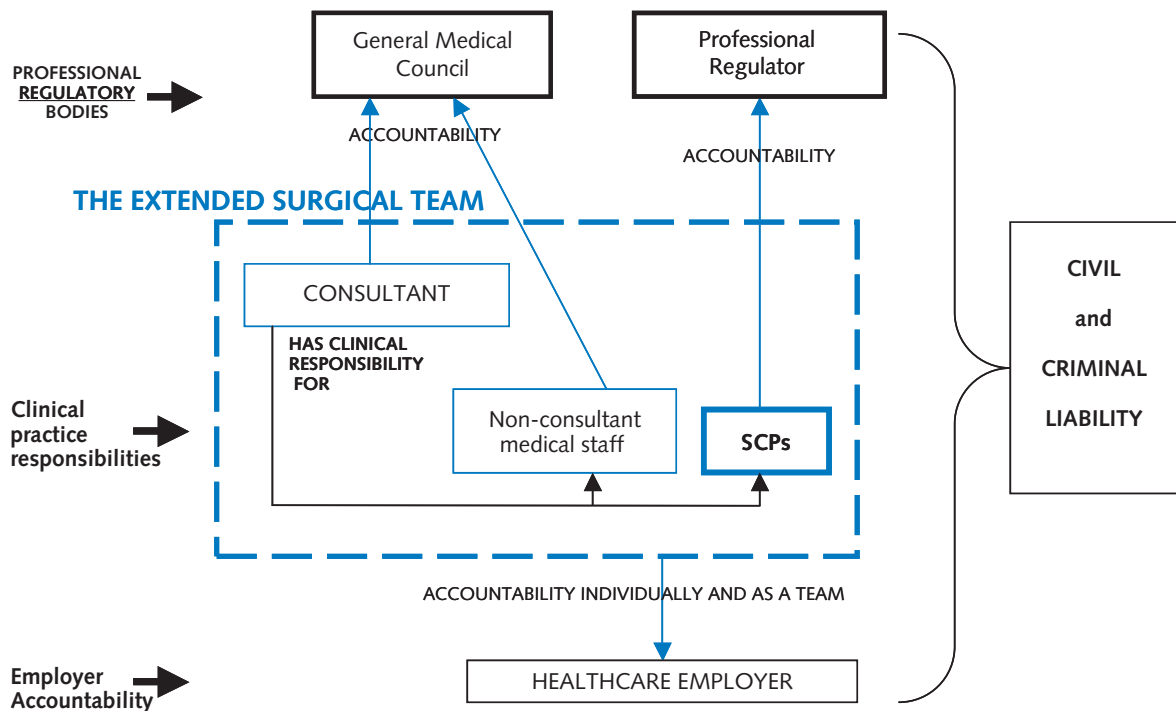 General Medical
Council
Professional
Regulator
PROFESSIONAL
REGULATORY
BODIES
ACCOUNTABILITY
ACCOUNTABILITY
THE EXTENDED SURGICAL TEAM
CONSULTANT
HAS CLINICAL
RESPONSIBILITY
FOR
Non-consultant
medical staff
SCPs
Clinical
practice
responsibilities
CIVIL
and
CRIMINAL
LIABILITY
ACCOUNTABILITY INDIVIDUALLY AND AS A TEAM
Employer
Accountability
HEALTHCARE EMPLOYER